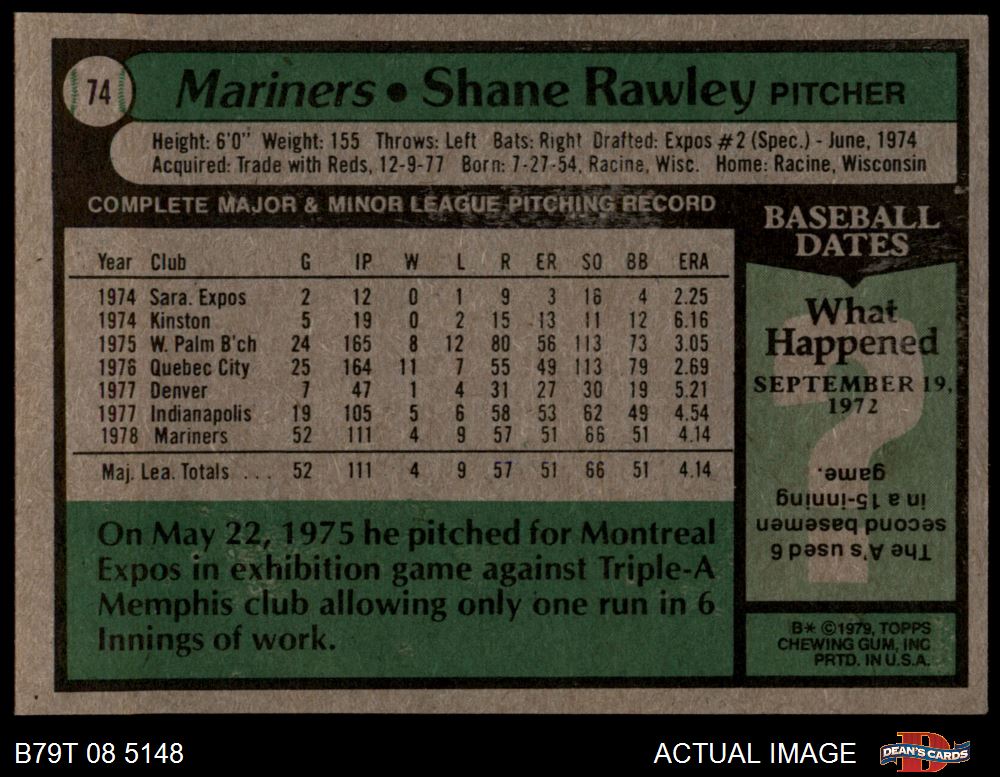 74
Mariners • Shane Rawley PITCHER
Height: 6'0" Weight: 155 Throws: Left Bats: Right Drafted: Expos #2 (Spec.) - June, 1974
Acquired: Trade with Reds, 12-9-77 Born: 7-27-54, Racine, Wisc. Home: Racine, Wisconsin
COMPLETE MAJOR & MINOR LEAGUE PITCHING RECORD
Year Club G IP W L R ER SO BB ERA
1974 Sara. Expos 2 12 0 1 9 3 16 4 2.25
1974 Kinston 5 19 0 2 15 13 11 12 6.16
1975 W. Palm B'ch 24 165 8 12 80 56 113 73 3.05
1976 Quebec City 25 164 11 7 55 49 113 79 2.69
1977 Denver 7 47 1 4 31 27 30 19 5.21
1977 Indianapolis 19 105 5 6 58 53 62 49 4.54
1978 Mariners 52 111 4 9 57 51 66 51 4.14
Maj. Lea. Totals ... 52 111 4 9 57 51 66 51 4.14
On May 22, 1975 he pitched for Montreal
Expos in exhibition game against Triple-A
Memphis club allowing only one run in 6
Innings of work.
BASEBALL
DATES
What
Happened
SEPTEMBER 19,
1972
?
The A's used 6
second basemen
in a 15-inning
game.
B* ©1979, TOPPS
CHEWING GUM, INC
PRTD. IN U.S.A.
B79T 08 5148
ACTUAL IMAGE
D
DEAN'S CARDS